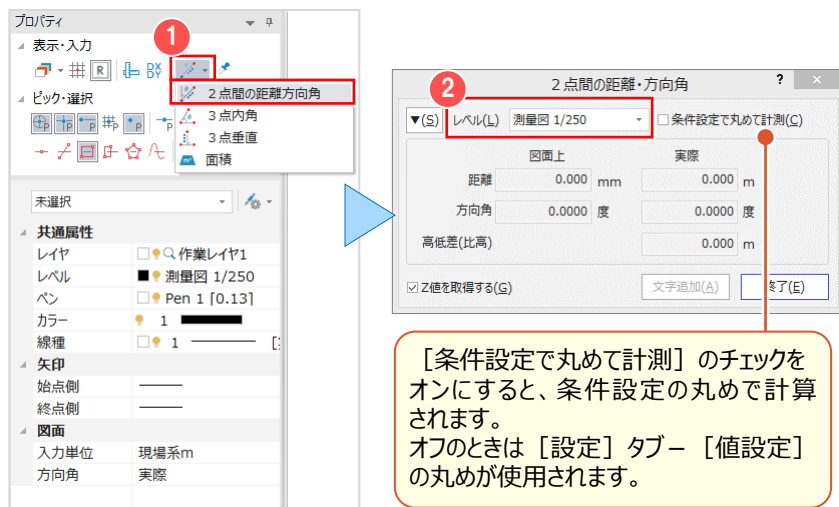 プロパティ
1
表示・入力
R
DX
BY
2点間の距離方向角
ピック・選択
3点内角
3点垂直
面積
未選択
共通属性
レイヤ 作業レイヤ1
レベル 測量図 1/250
ペン Pen 1 [0.13]
カラー 1
線種 1
矢印
始点側
終点側
図面
入力単位 現場系m
方向角 実際
2点間の距離・方向角 ? ×
2
▼(S) レベル(L) 測量図 1/250 条件設定で丸めて計測(C)
図面上 実際
距離 0.000 mm 0.000 m
方向角 0.0000 度 0.0000 度
高低差(比高) 0.000 m
Z値を取得する(G) 文字追加(A) 終了(E)
［条件設定で丸めて計測］のチェックを
オンにすると、条件設定の丸めで計算
されます。
オフのときは［設定］タブ－［値設定］
の丸めが使用されます。